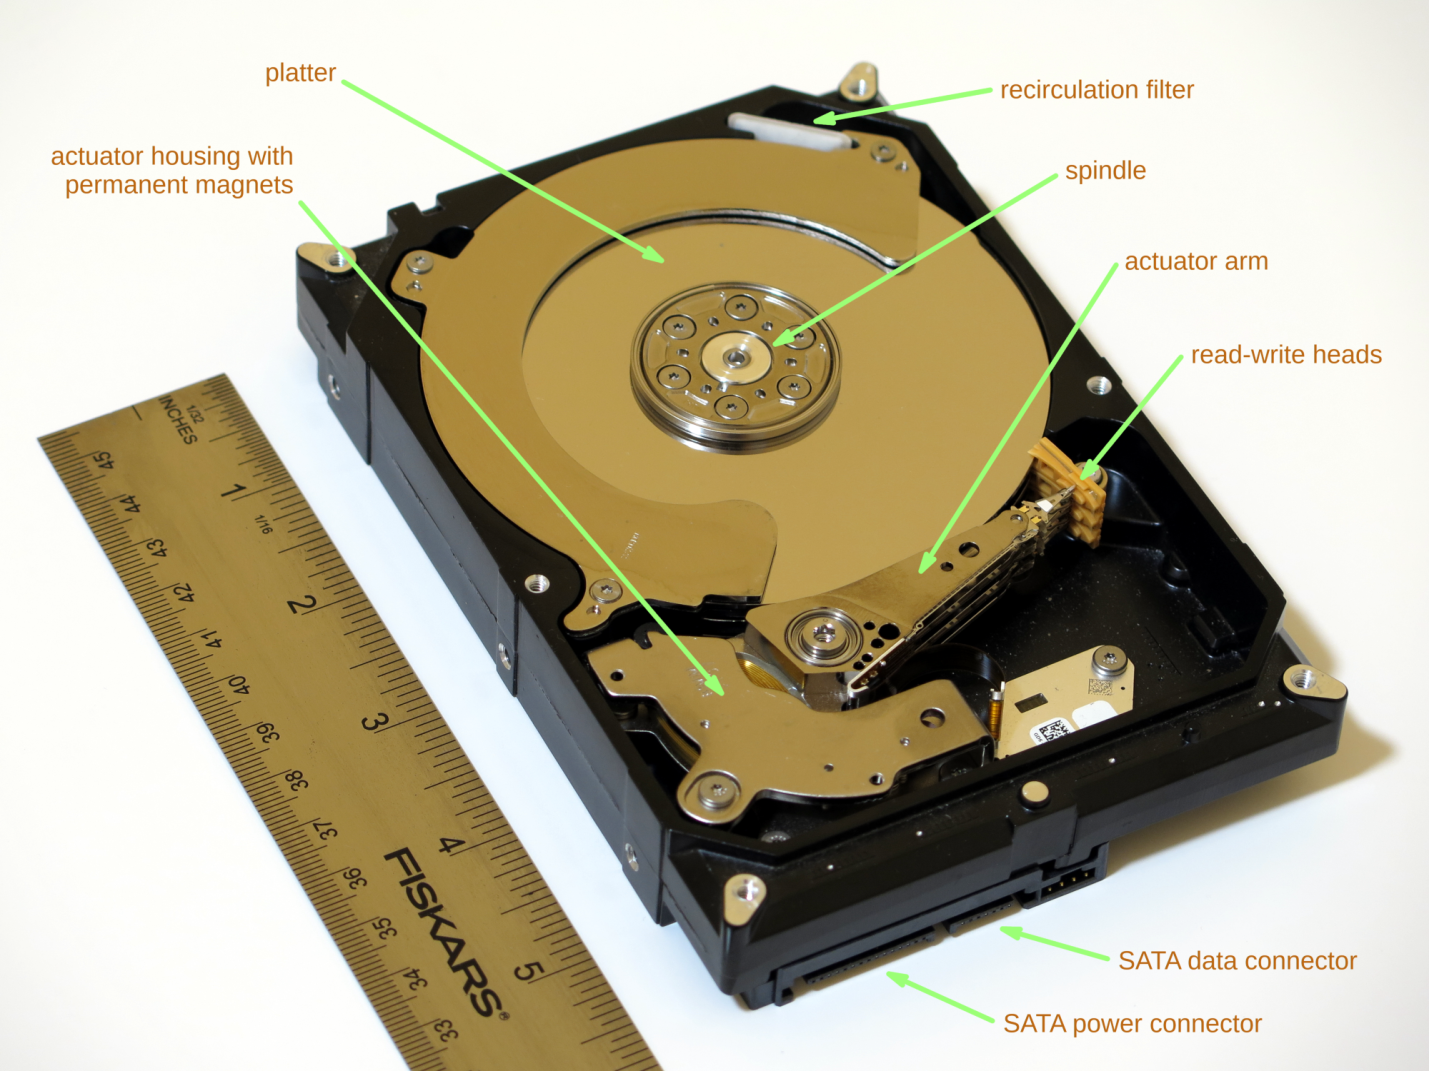 platter
recirculation filter
actuator housing with
permanent magnets
spindle
actuator arm
read-write heads
1/32
INCHES
1
1/16
2
3
4
5
45
44
43
42
41
40
39
38
37
36
35
34
33
FISKARS®
SATA data connector
SATA power connector